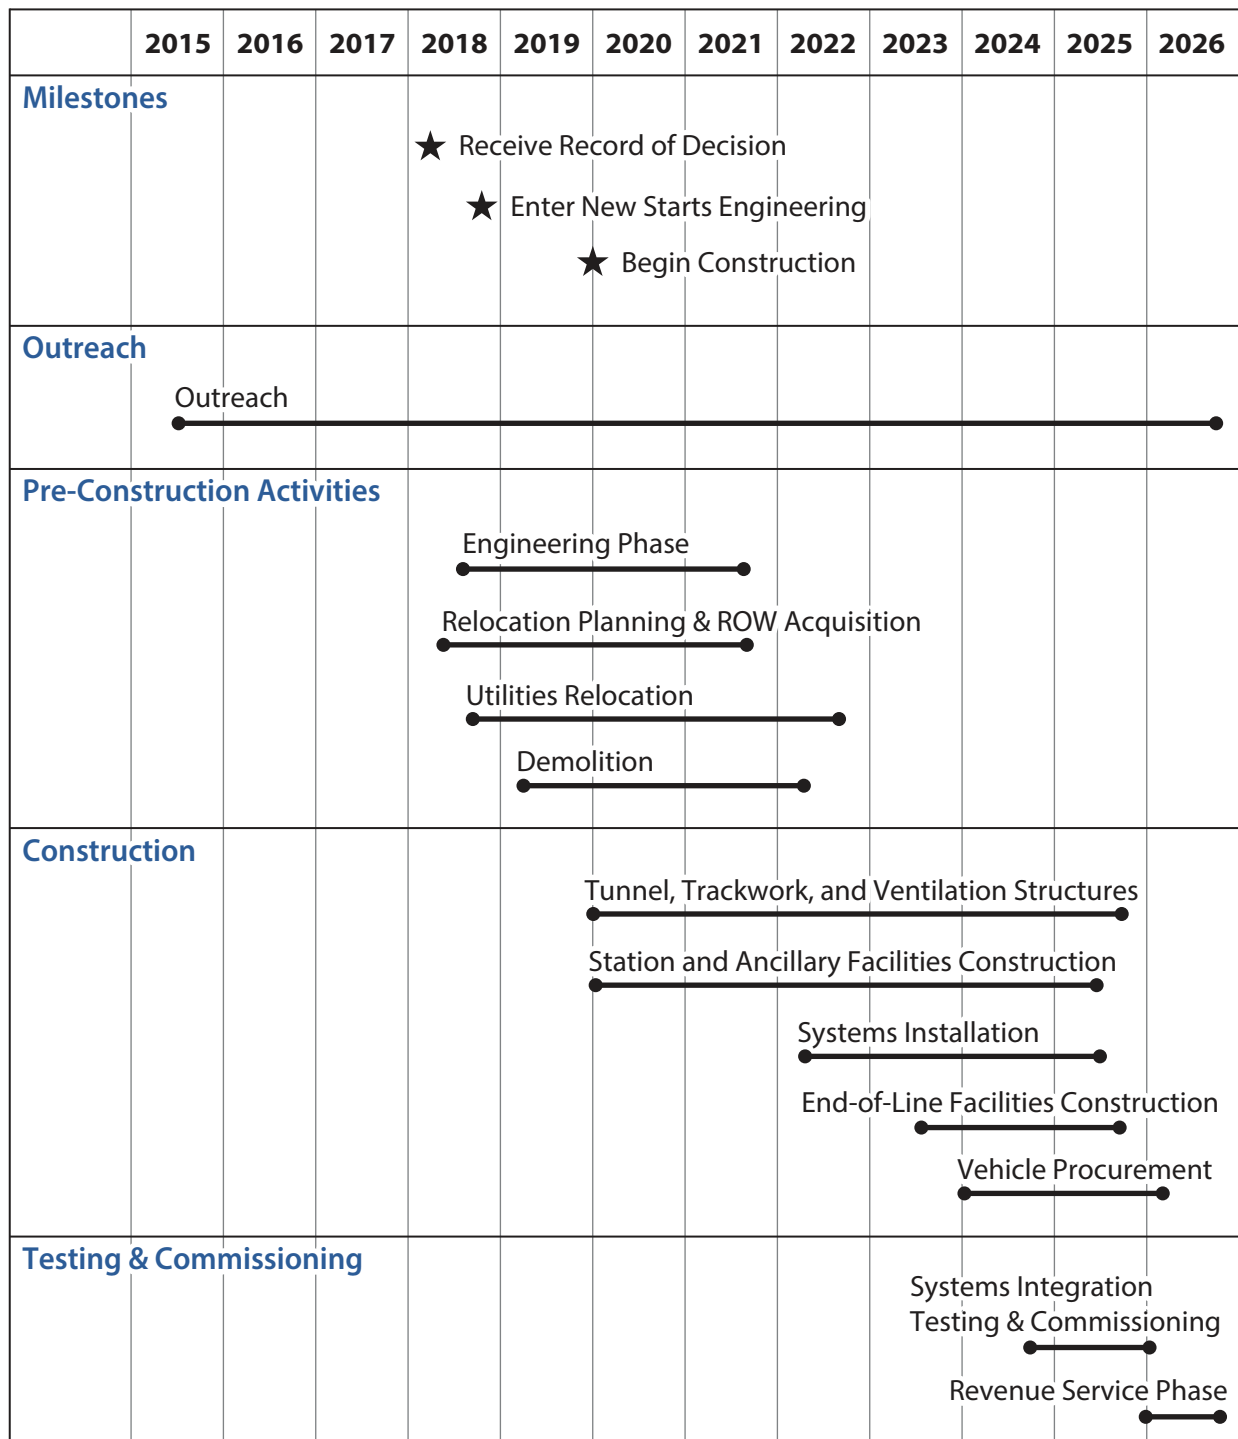 2015 2016 2017 2018 2019 2020 2021 2022 2023 2024 2025 2026
Milestones
Receive Record of Decision
Enter New Starts Engineering
Begin Construction
Outreach
Outreach
Pre-Construction Activities
Engineering Phase
Relocation Planning & ROW Acquisition
Utilities Relocation
Demolition
Construction
Tunnel, Trackwork, and Ventilation Structures
Station and Ancillary Facilities Construction
Systems Installation
End-of-Line Facilities Construction
Vehicle Procurement
Testing & Commissioning
Systems Integration
Testing & Commissioning
Revenue Service Phase